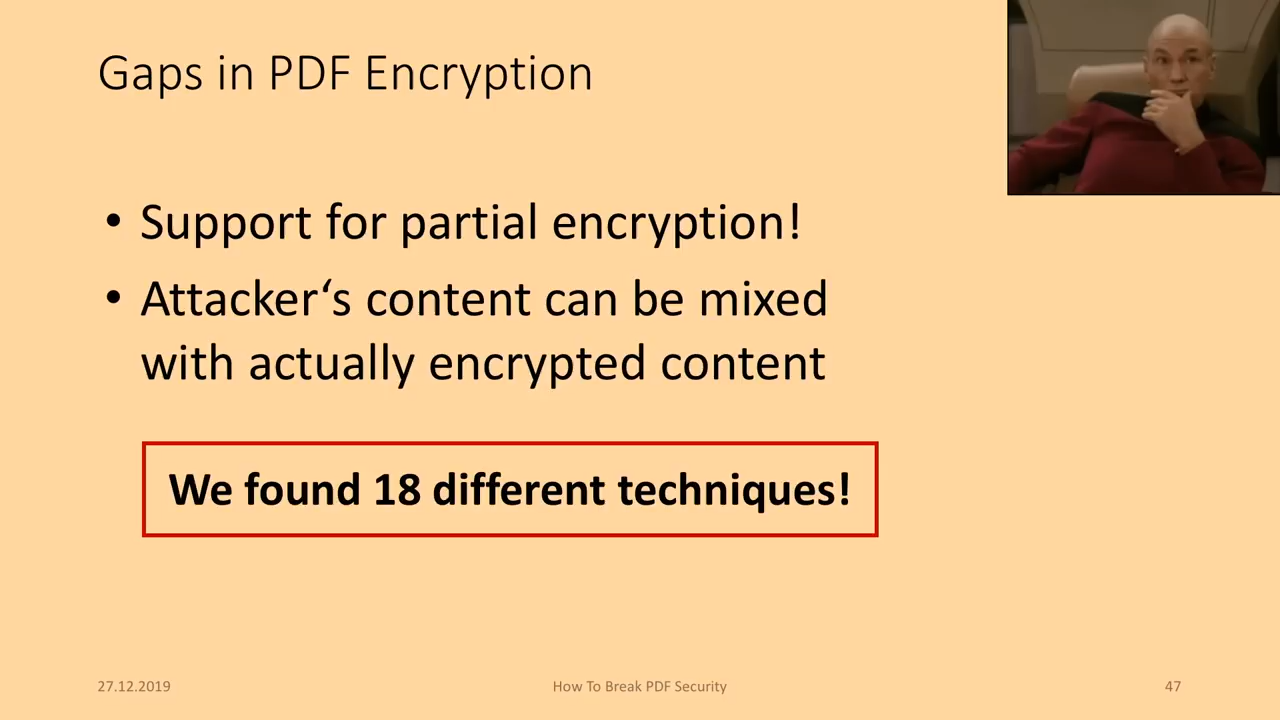 Gaps in PDF Encryption
• Support for partial encryption!
• Attacker‘s content can be mixed
with actually encrypted content
We found 18 different techniques!
27.12.2019
How To Break PDF Security
47